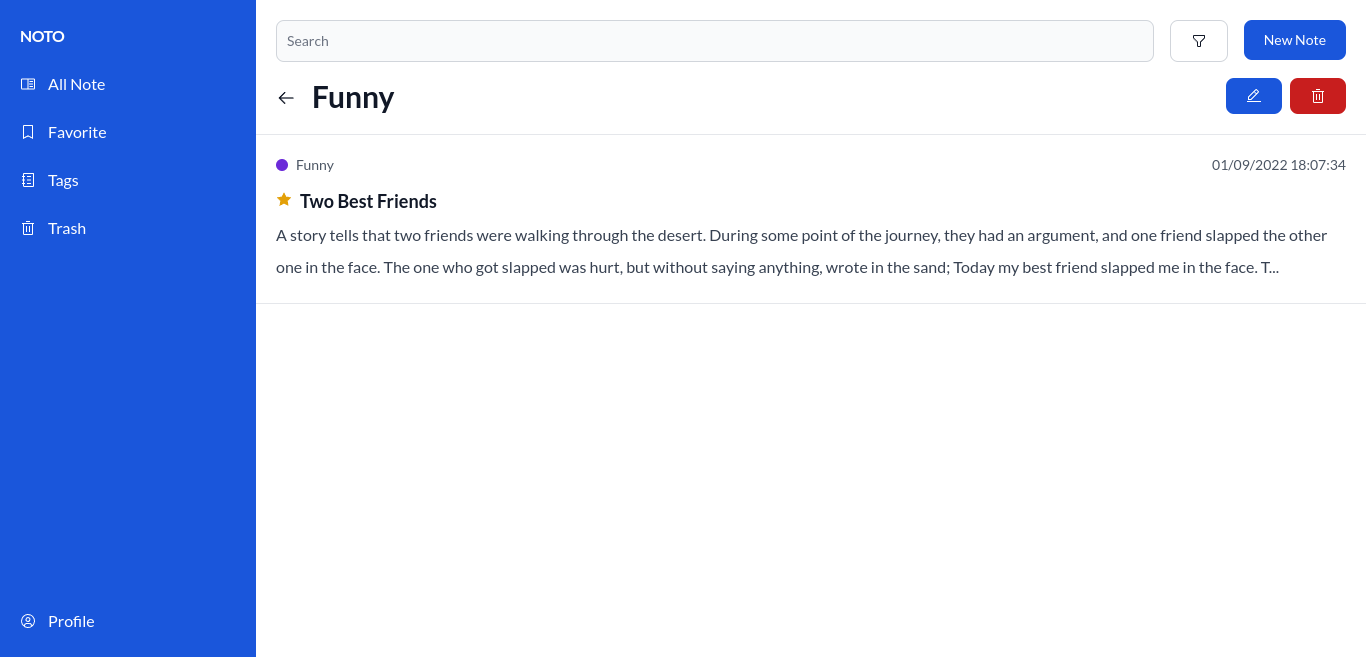 NOTO
All Note
Favorite
Tags
Trash
Profile
Search
New Note
Funny
Funny
01/09/2022 18:07:34
Two Best Friends
A story tells that two friends were walking through the desert. During some point of the journey, they had an argument, and one friend slapped the other
one in the face. The one who got slapped was hurt, but without saying anything, wrote in the sand; Today my best friend slapped me in the face. T...